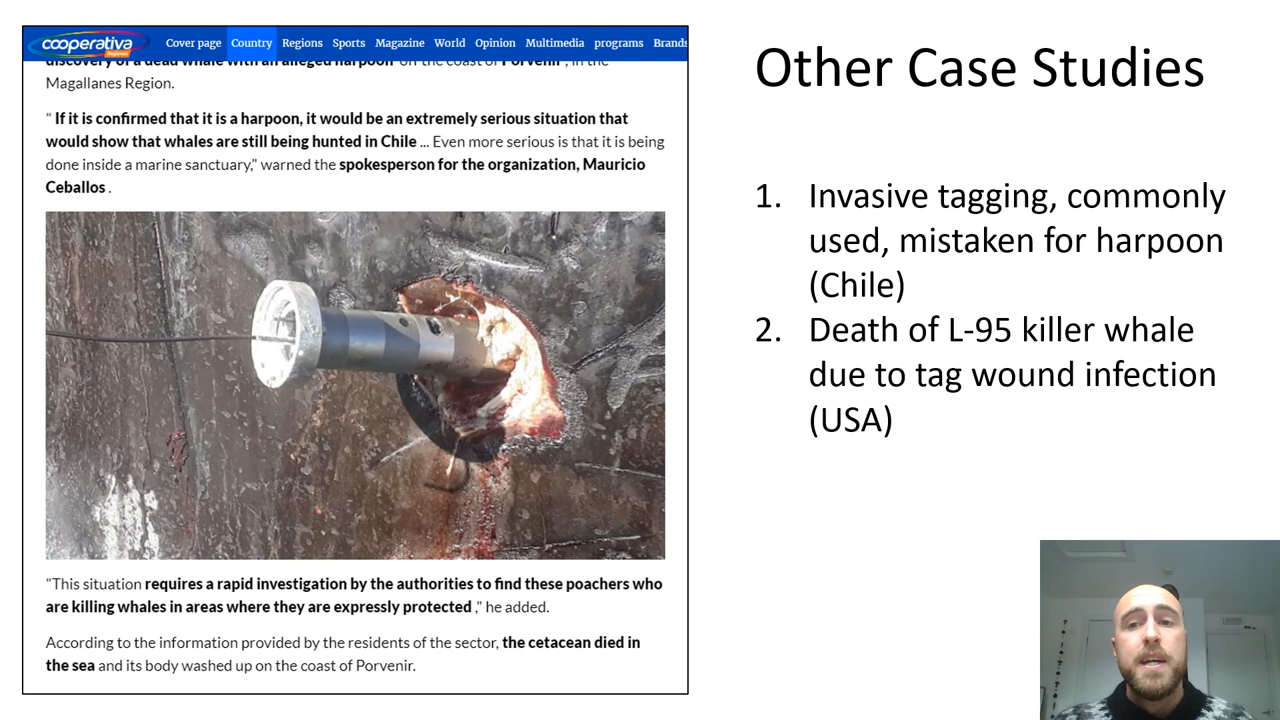 cooperativa
Regiones
Cover page Country Regions Sports Magazine World Opinion Multimedia programs Brands
discovery of a dead whale with an alleged harpoon off the coast of Porvenir , in the
Magallanes Region.
" If it is confirmed that it is a harpoon, it would be an extremely serious situation that
would show that whales are still being hunted in Chile ... Even more serious is that it is being
done inside a marine sanctuary," warned the spokesperson for the organization, Mauricio
Ceballos .
"This situation requires a rapid investigation by the authorities to find these poachers who
are killing whales in areas where they are expressly protected ," he added.
According to the information provided by the residents of the sector, the cetacean died in
the sea and its body washed up on the coast of Porvenir.
Other Case Studies
1. Invasive tagging, commonly
used, mistaken for harpoon
(Chile)
2. Death of L-95 killer whale
due to tag wound infection
(USA)